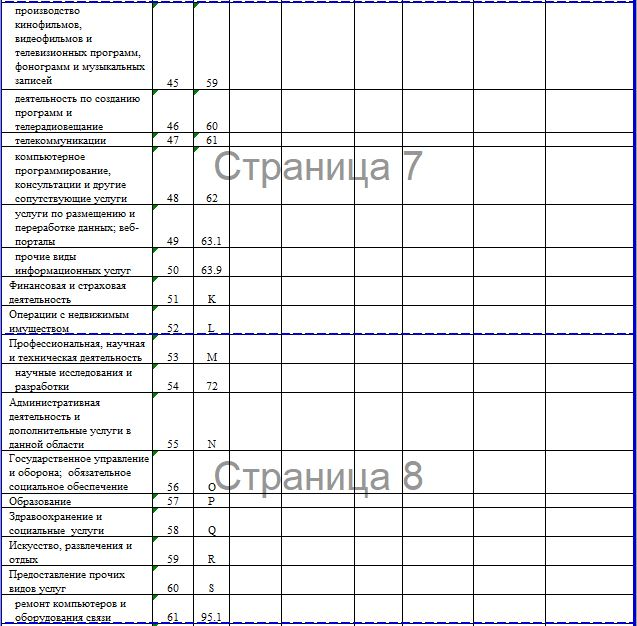 производство
кинофильмов,
видеофильмов и
телевизионных программ,
фонограмм и музыкальных
записей 45 59
деятельность по созданию
программ и
телерадиовещание 46 60
телекоммуникации 47 61
компьютерное
программирование,
консультации и другие
сопутствующие услуги 48 62
Страница 7
услуги по размещению и
переработке данных; веб-
порталы 49 63.1
прочие виды
информационных услуг 50 63.9
Финансовая и страховая
деятельность 51 K
Операции с недвижимым
имуществом 52 L
Профессиональная, научная
и техническая деятельность 53 M
научные исследования и
разработки 54 72
Административная
деятельность и
дополнительные услуги в
данной области 55 N
Государственное управление
и оборона; обязательное
социальное обеспечение 56 O
Страница 8
Образование 57 P
Здравоохранение и
социальные услуги 58 Q
Искусство, развлечения и
отдых 59 R
Предоставление прочих
видов услуг 60 S
ремонт компьютеров и
оборудования связи 61 95.1